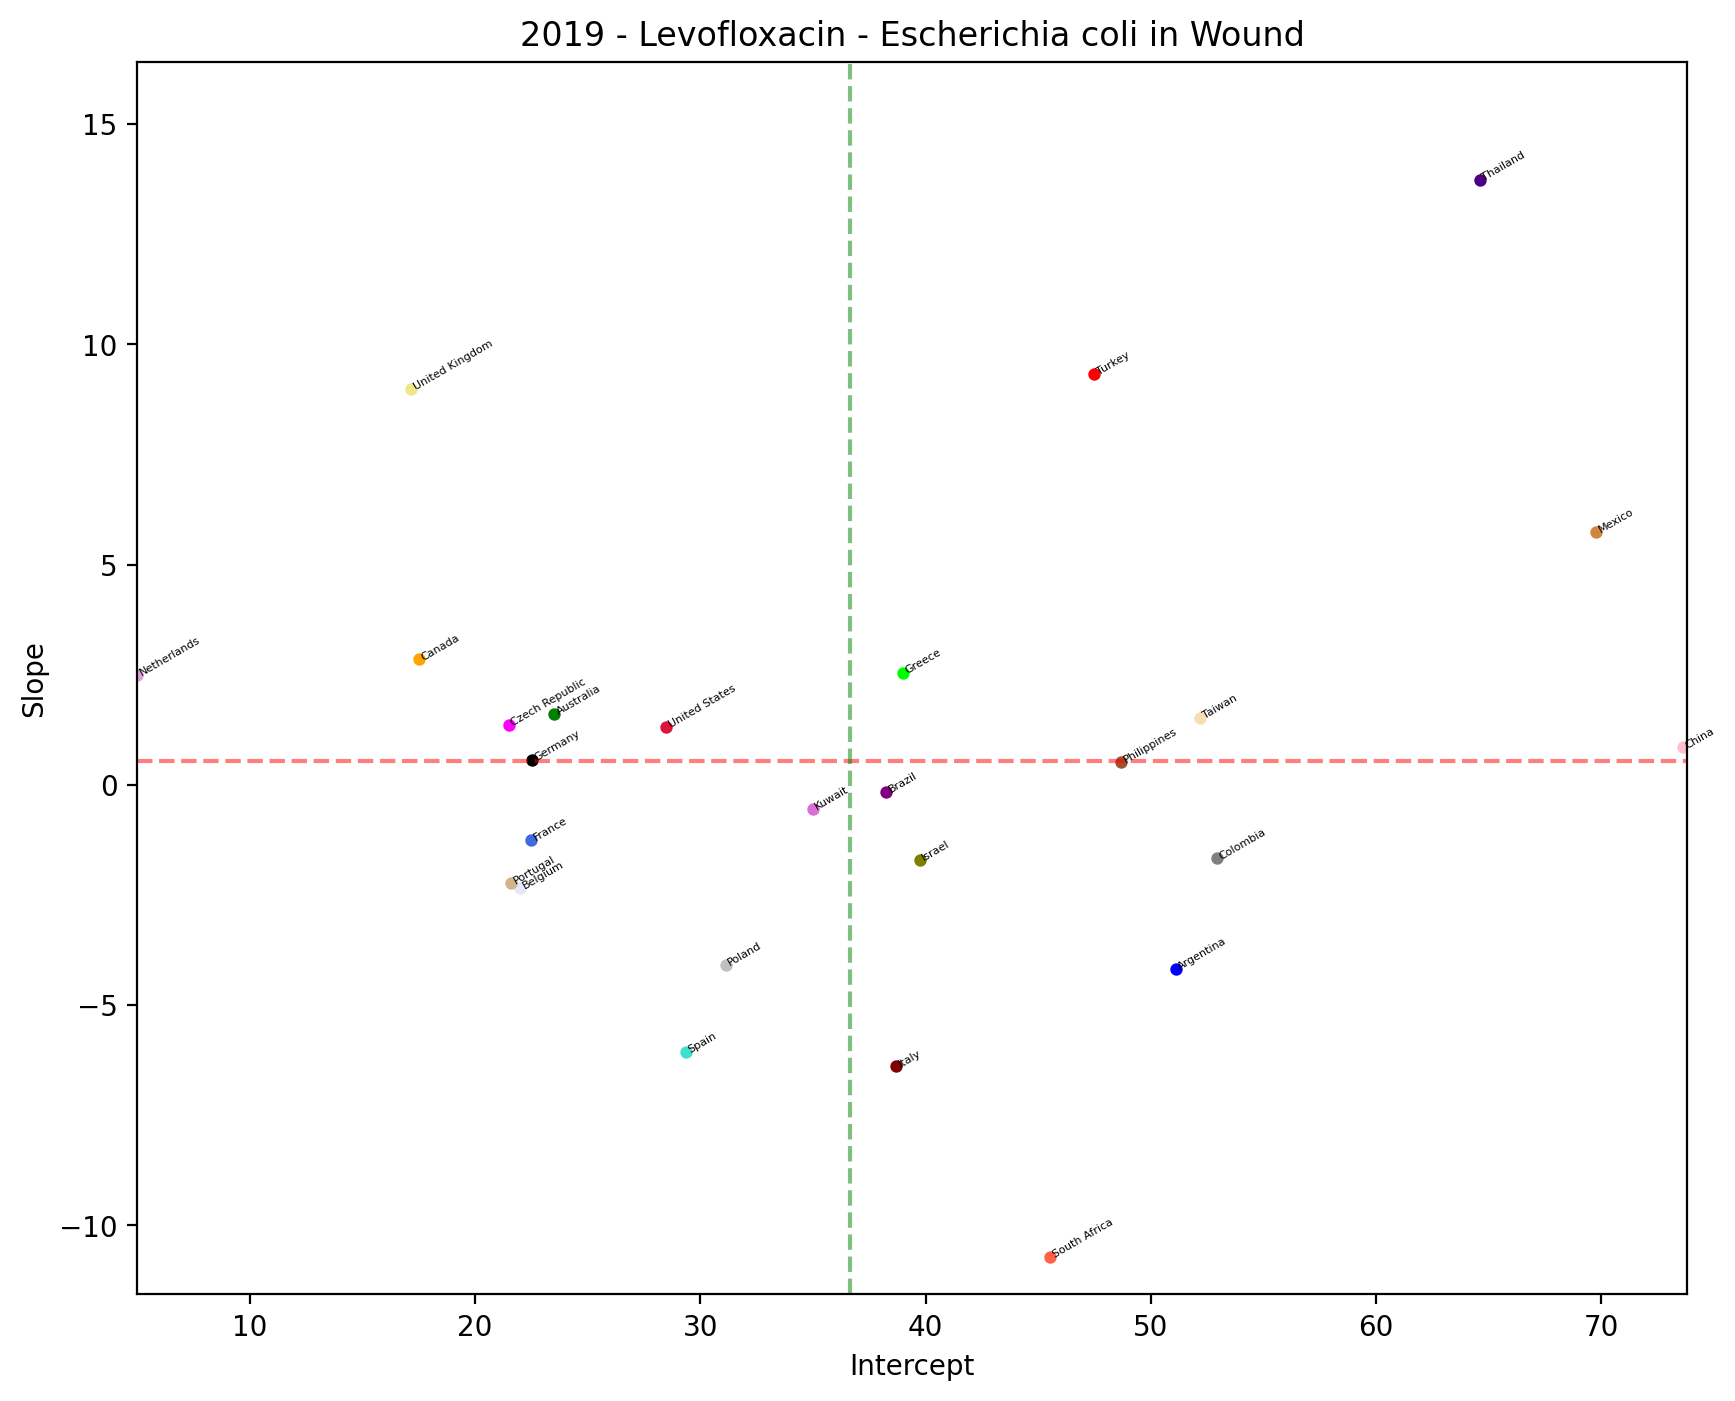 2019 - Levofloxacin - Escherichia coli in Wound
15
Thailand
10
United Kingdom
Turkey
Mexico
5
Netherlands
Canada
Greece
Czech Republic
Australia
United States
Taiwan
Germany
Philippines
China
0
Kuwait
Brazil
France
Israel
Colombia
Portugal
Belgium
Poland
Argentina
−5
Spain
Italy
South Africa
−10
Slope
10 20 30 40 50 60 70
Intercept